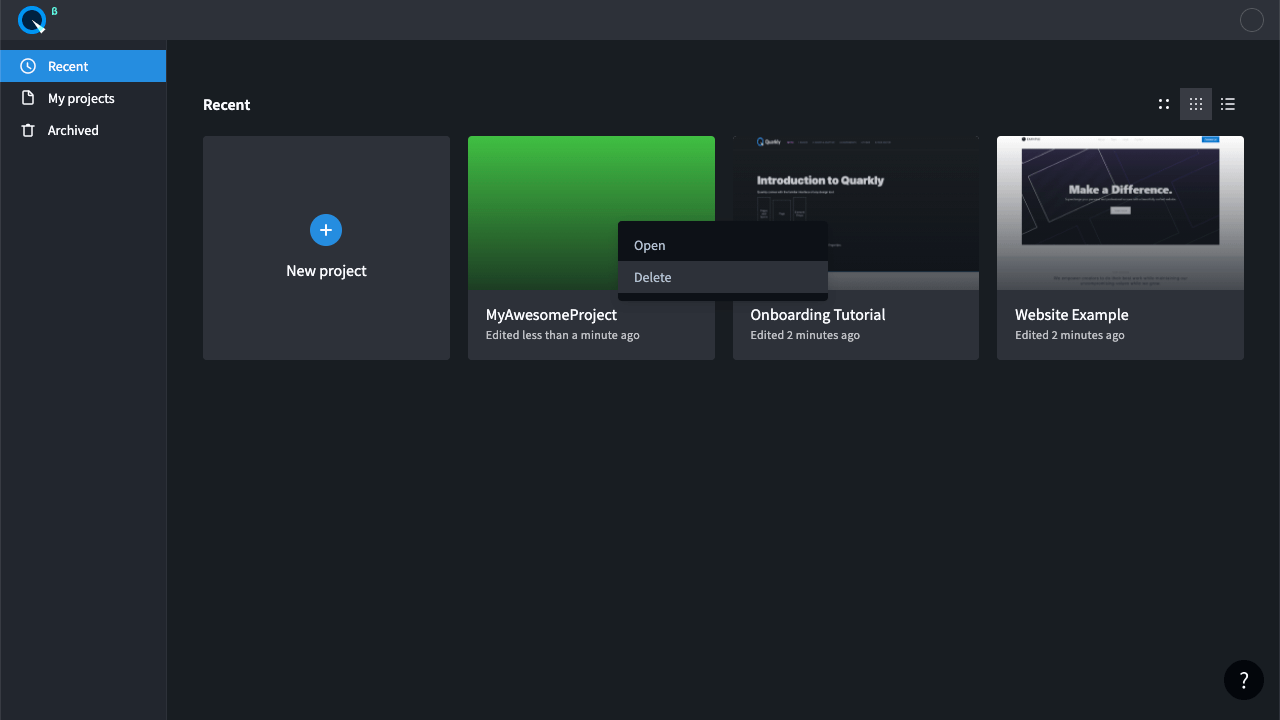 β
Recent
My projects
Archived
Recent
New project
MyAwesomeProject
Edited less than a minute ago
Open
Delete
Quarkly
Introduction to Quarkly
Onboarding Tutorial
Edited 2 minutes ago
Make a Difference.
Website Example
Edited 2 minutes ago
?